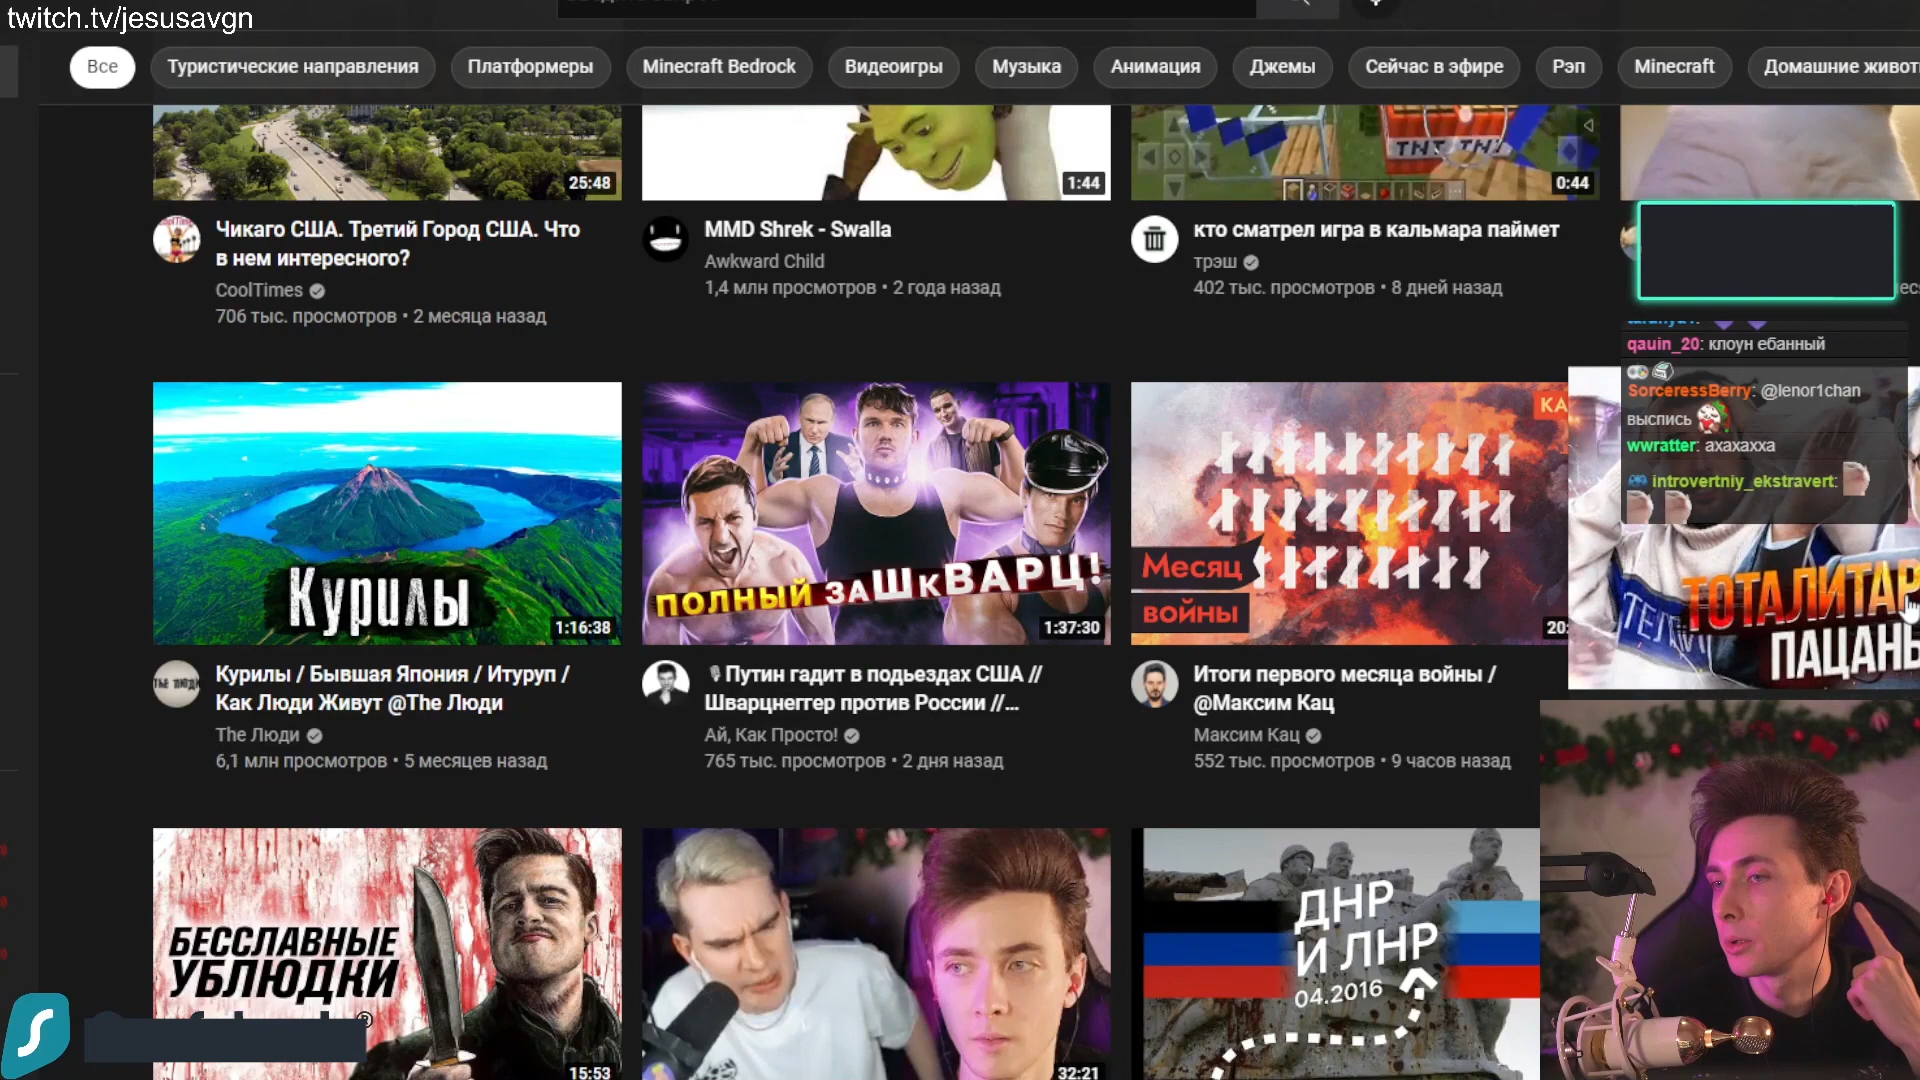 twitch.tv/jesusavgn
Все
Туристические направления
Платформеры
Minecraft Bedrock
Видеоигры
Музыка
Анимация
Джемы
Сейчас в эфире
Рэп
Minecraft
Домашние живот
25:48
1:44
TNT
0:44
Чикаго США. Третий Город США. Что
в нем интересного?
CoolTimes
706 тыс. просмотров • 2 месяца назад
MMD Shrek - Swalla
Awkward Child
1,4 млн просмотров • 2 года назад
кто сматрел игра в кальмара паймет
трэш
402 тыс. просмотров • 8 дней назад
qauin_20: клоун ебанный
SorceressBerry: @lenor1chan
выспись
wwratter: ахахахха
introvertniy_ekstravert:
Курилы
1:16:38
ПОЛНЫЙ ЗАШКВАРЦ!
1:37:30
КА
Месяц
войны
20:
ТОТАЛИТАР
ПАЦАНЫ
Курилы / Бывшая Япония / Итуруп /
Как Люди Живут @The Люди
The Люди
6,1 млн просмотров • 5 месяцев назад
Путин гадит в подьездах США //
Шварцнеггер против России //...
Ай, Как Просто!
765 тыс. просмотров • 2 дня назад
Итоги первого месяца войны /
@Максим Кац
Максим Кац
552 тыс. просмотров • 9 часов назад
БЕССЛАВНЫЕ
УБЛЮДКИ
15:53
32:21
ДНР
И ЛНР
04.2016